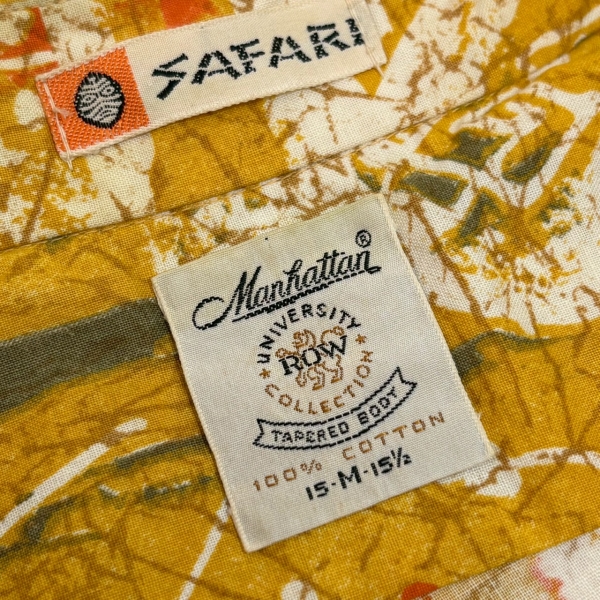 SAFARI
Manhattan®
UNIVERSITY
ROW
COLLECTION
TAPERED BODY
100% COTTON
15-M-15½